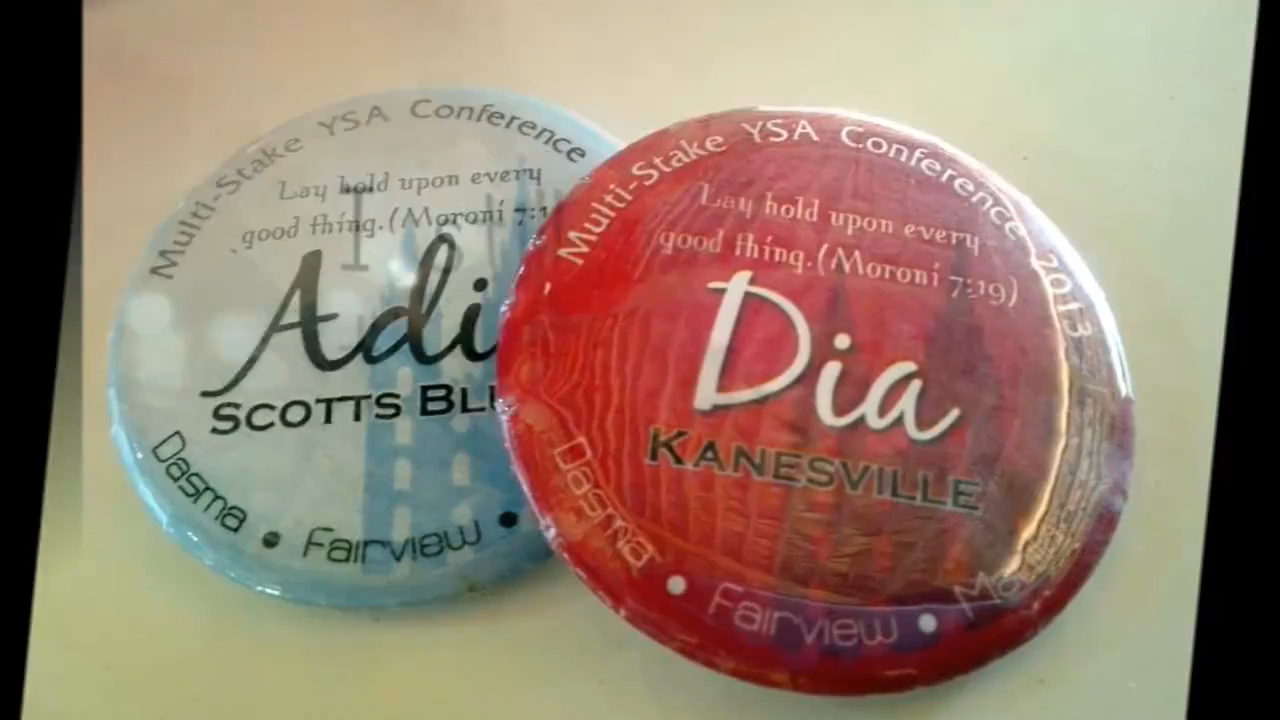 Multi-Stake YSA Conference
Lay hold upon every
good thing.(Moroni 7:1
Adi
SCOTTS BLU
Dasma • Fairview •
Multi-Stake YSA Conference 2013
Lay hold upon every
good thing.(Moroni 7:19)
Dia
KANESVILLE
Dasma • Fairview •